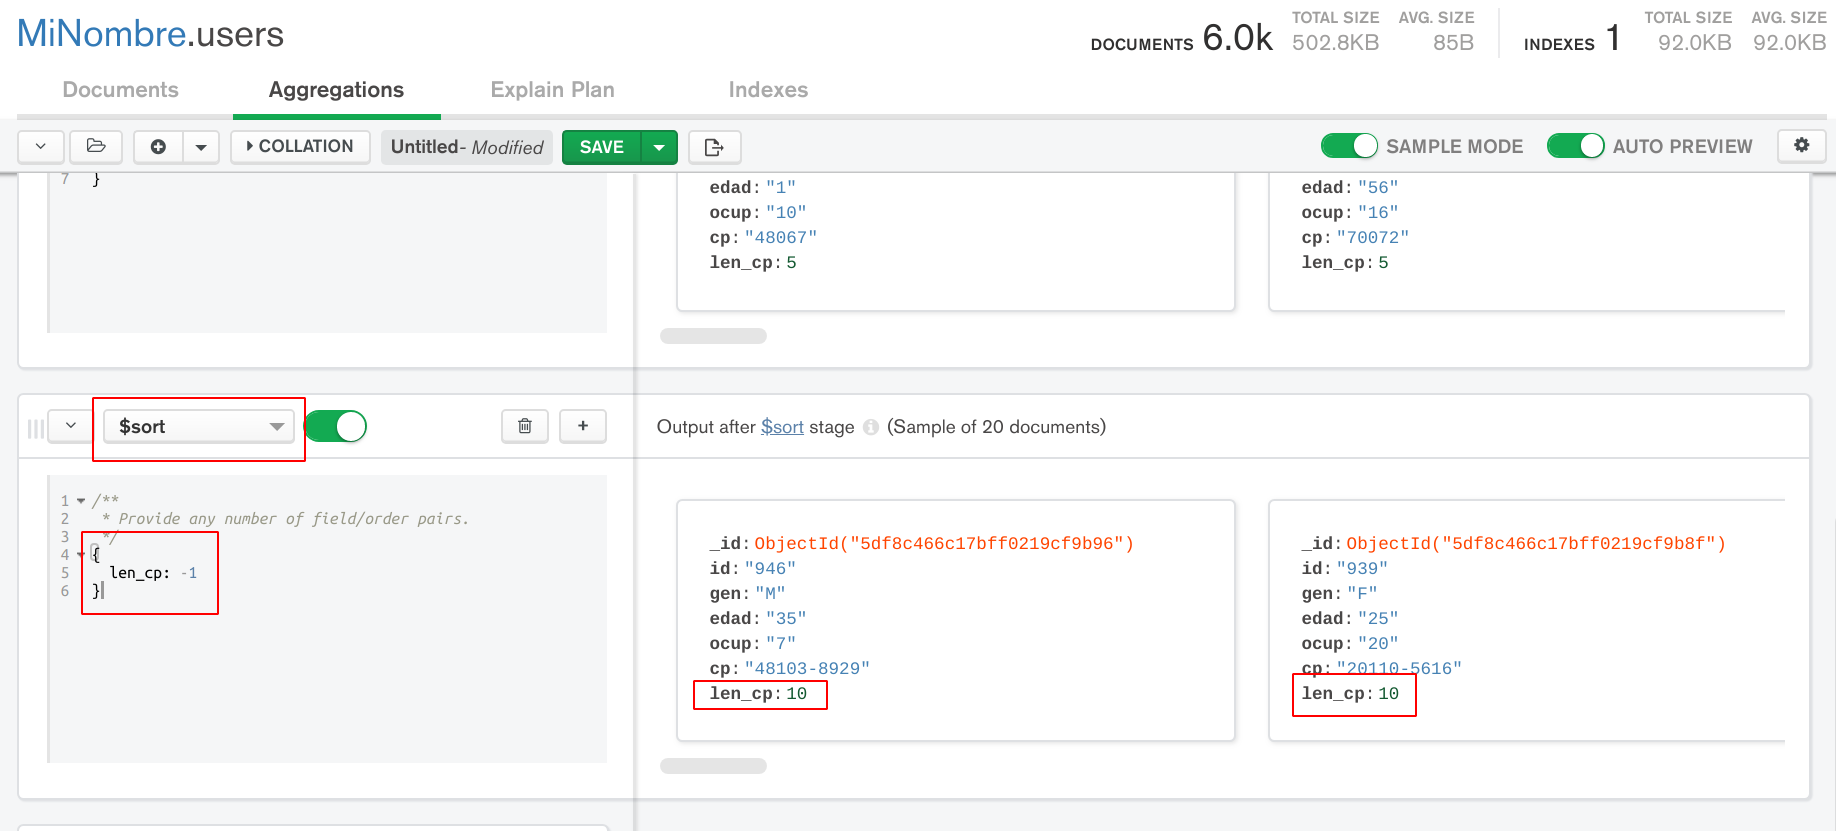 MiNombre.users
DOCUMENTS 6.0k TOTAL SIZE 502.8KB AVG. SIZE 85B INDEXES 1 TOTAL SIZE 92.0KB AVG. SIZE 92.0KB
Documents Aggregations Explain Plan Indexes
COLLATION Untitled- Modified SAVE SAMPLE MODE AUTO PREVIEW
7 }
edad: "1"
ocup: "10"
cp: "48067"
len_cp: 5
edad: "56"
ocup: "16"
cp: "70072"
len_cp: 5
$sort
Output after $sort stage (Sample of 20 documents)
1 /**
2 * Provide any number of field/order pairs.
3 */
4 {
5 len_cp: -1
6 }
_id: ObjectId("5df8c466c17bff0219cf9b96")
id: "946"
gen: "M"
edad: "35"
ocup: "7"
cp: "48103-8929"
len_cp: 10
_id: ObjectId("5df8c466c17bff0219cf9b8f")
id: "939"
gen: "F"
edad: "25"
ocup: "20"
cp: "20110-5616"
len_cp: 10